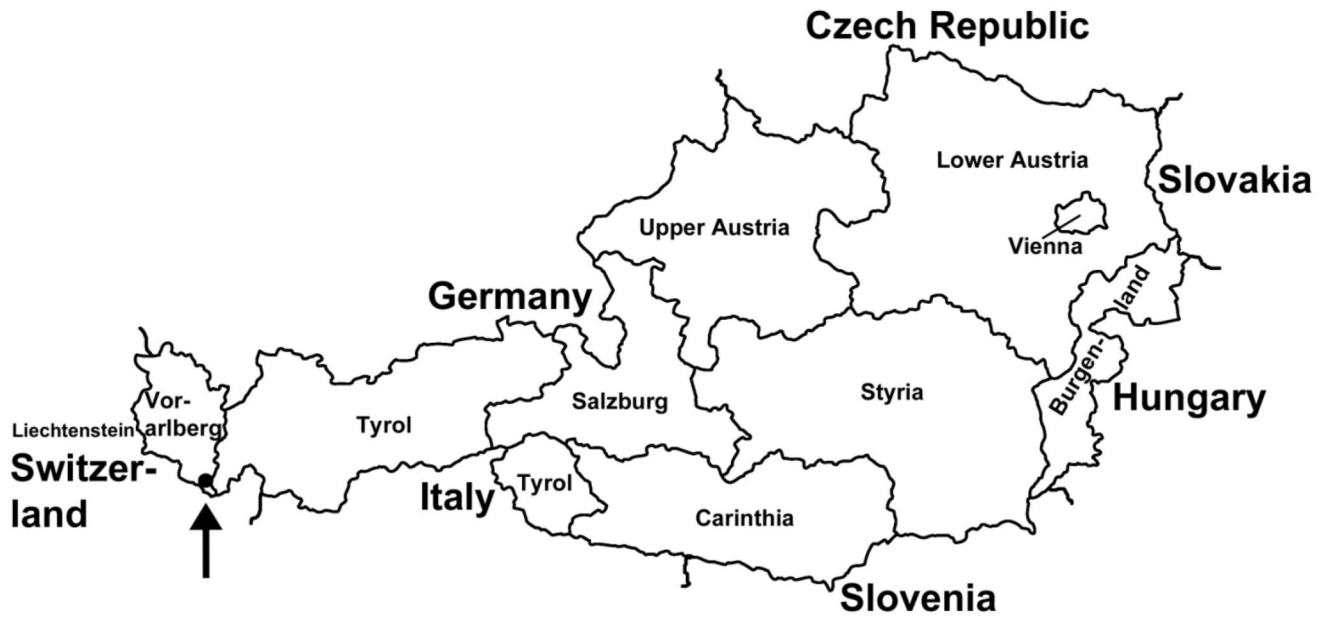 Czech Republic
Lower Austria
Slovakia
Upper Austria
Vienna
Germany
Burgen-
land
Vor-
arlberg
Liechtenstein
Tyrol
Salzburg
Styria
Hungary
Switzer-
land
Italy
Tyrol
Carinthia
Slovenia